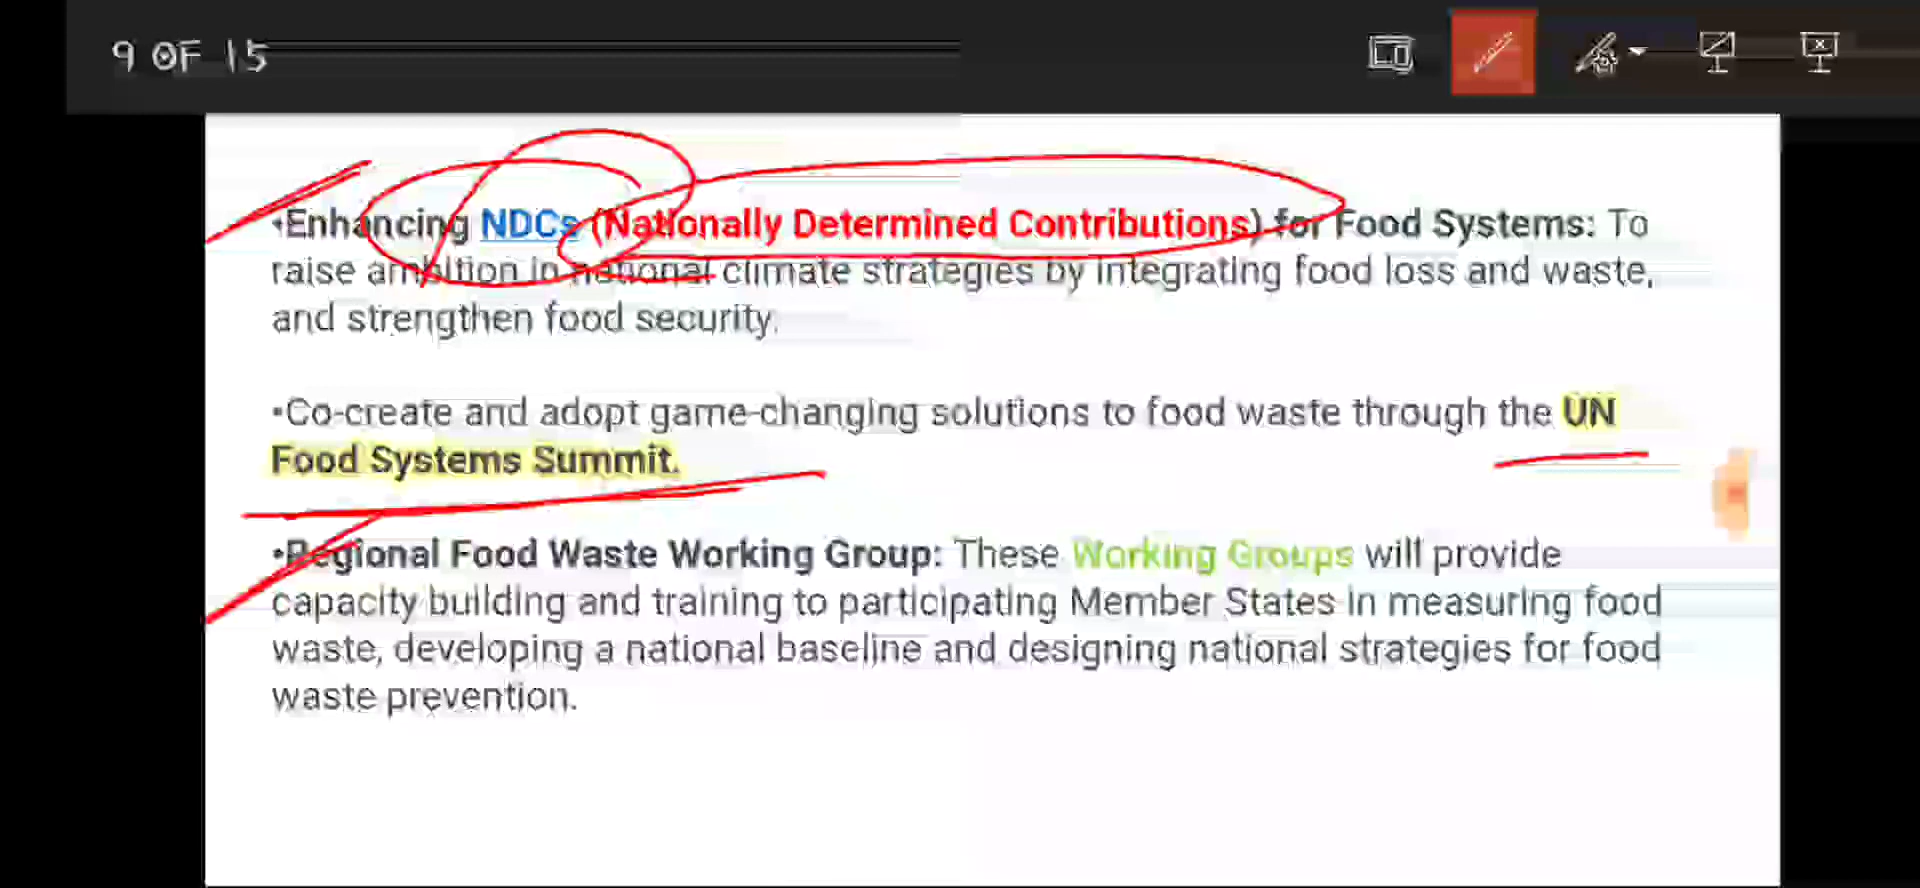 9 OF 15
•Enhancing NDCs (Nationally Determined Contributions) for Food Systems: To
raise ambition in national climate strategies by integrating food loss and waste,
and strengthen food security.
•Co-create and adopt game-changing solutions to food waste through the UN
Food Systems Summit.
•Regional Food Waste Working Group: These Working Groups will provide
capacity building and training to participating Member States in measuring food
waste, developing a national baseline and designing national strategies for food
waste prevention.